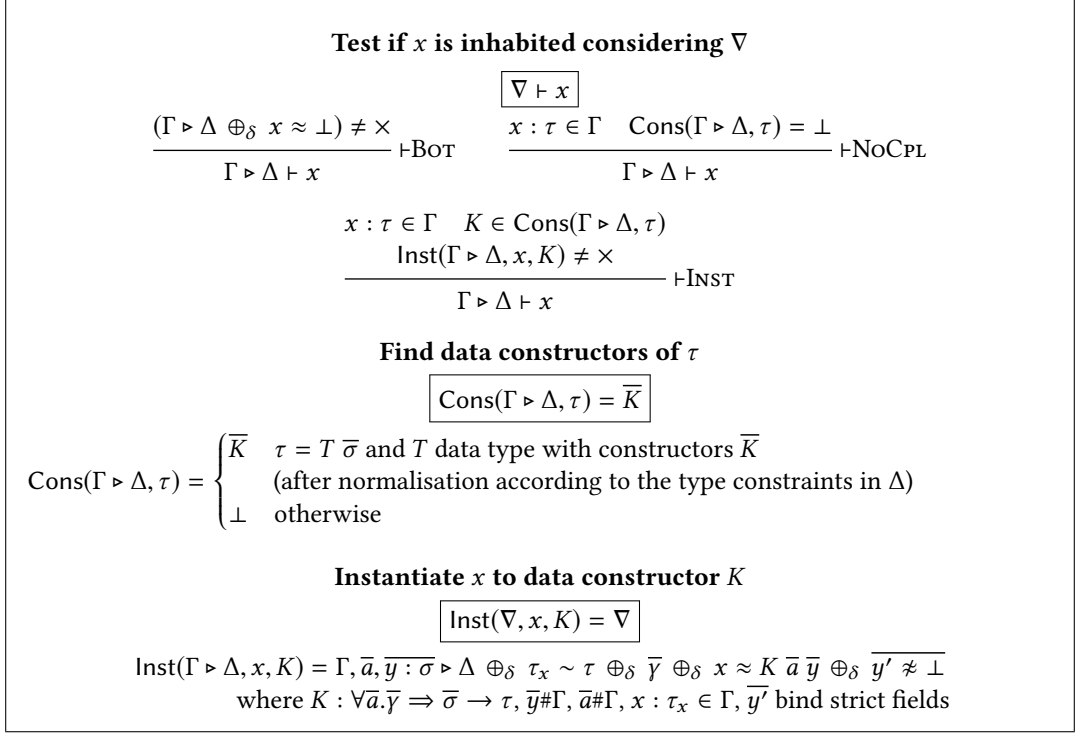 Test if x is inhabited considering ∇
∇ ⊢ x
(Γ ▹ Δ ⊕δ x ≈ ⊥) ≠ ×
Γ ▹ Δ ⊢ x
⊢Bot
x : τ ∈ Γ Cons(Γ ▹ Δ, τ) = ⊥
Γ ▹ Δ ⊢ x
⊢NoCpl
x : τ ∈ Γ K ∈ Cons(Γ ▹ Δ, τ)
Inst(Γ ▹ Δ, x, K) ≠ ×
Γ ▹ Δ ⊢ x
⊢Inst
Find data constructors of τ
Cons(Γ ▹ Δ, τ) = K̅
Cons(Γ ▹ Δ, τ) = { K̅ τ = T σ̅ and T data type with constructors K̅
(after normalisation according to the type constraints in Δ)
⊥ otherwise
Instantiate x to data constructor K
Inst(∇, x, K) = ∇
Inst(Γ ▹ Δ, x, K) = Γ, a̅, y̅ ̅:̅ ̅σ̅ ▹ Δ ⊕δ τx ∼ τ ⊕δ γ̅ ⊕δ x ≈ K a̅ y̅ ⊕δ y̅′̅ ̅≉̅ ̅⊥̅
where K : ∀a̅.γ̅ ⇒ σ̅ → τ, y̅#Γ, a̅#Γ, x : τx ∈ Γ, y̅′̅ bind strict fields